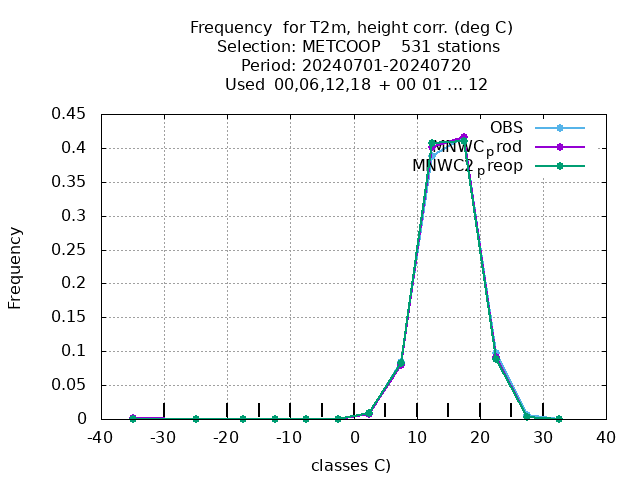 Frequency for T2m, height corr. (deg C)
Selection: METCOOP 531 stations
Period: 20240701-20240720
Used 00,06,12,18 + 00 01 ... 12
0.45
0.4
0.35
0.3
0.25
0.2
0.15
0.1
0.05
0
Frequency
OBS
MNWCprod
MNWC2preop
-40 -30 -20 -10 0 10 20 30 40
classes C)